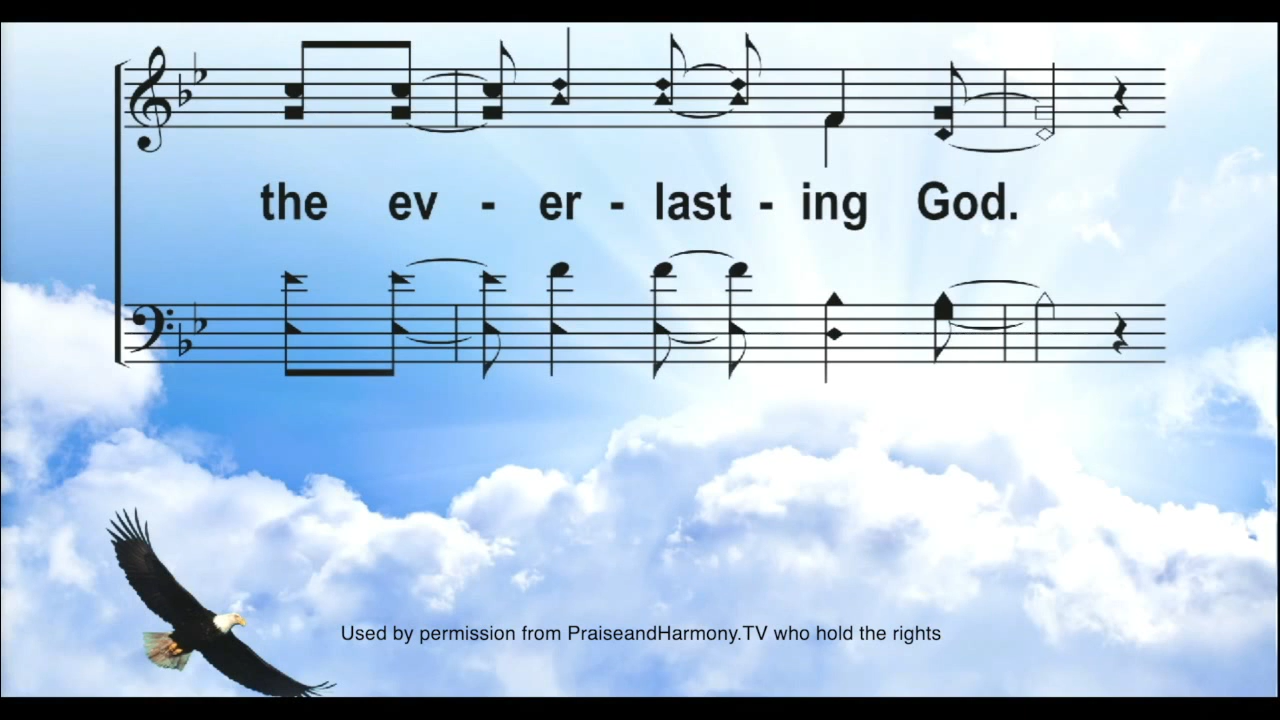 the ev - er - last - ing God.
Used by permission from PraiseandHarmony.TV who hold the rights